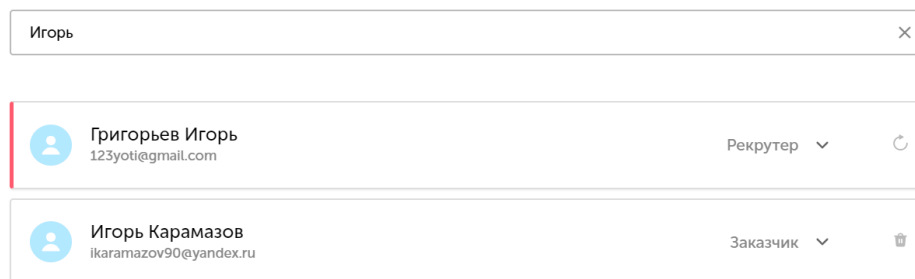 Игорь
Григорьев Игорь
123yoti@gmail.com
Рекрутер
Игорь Карамазов
ikaramazov90@yandex.ru
Заказчик